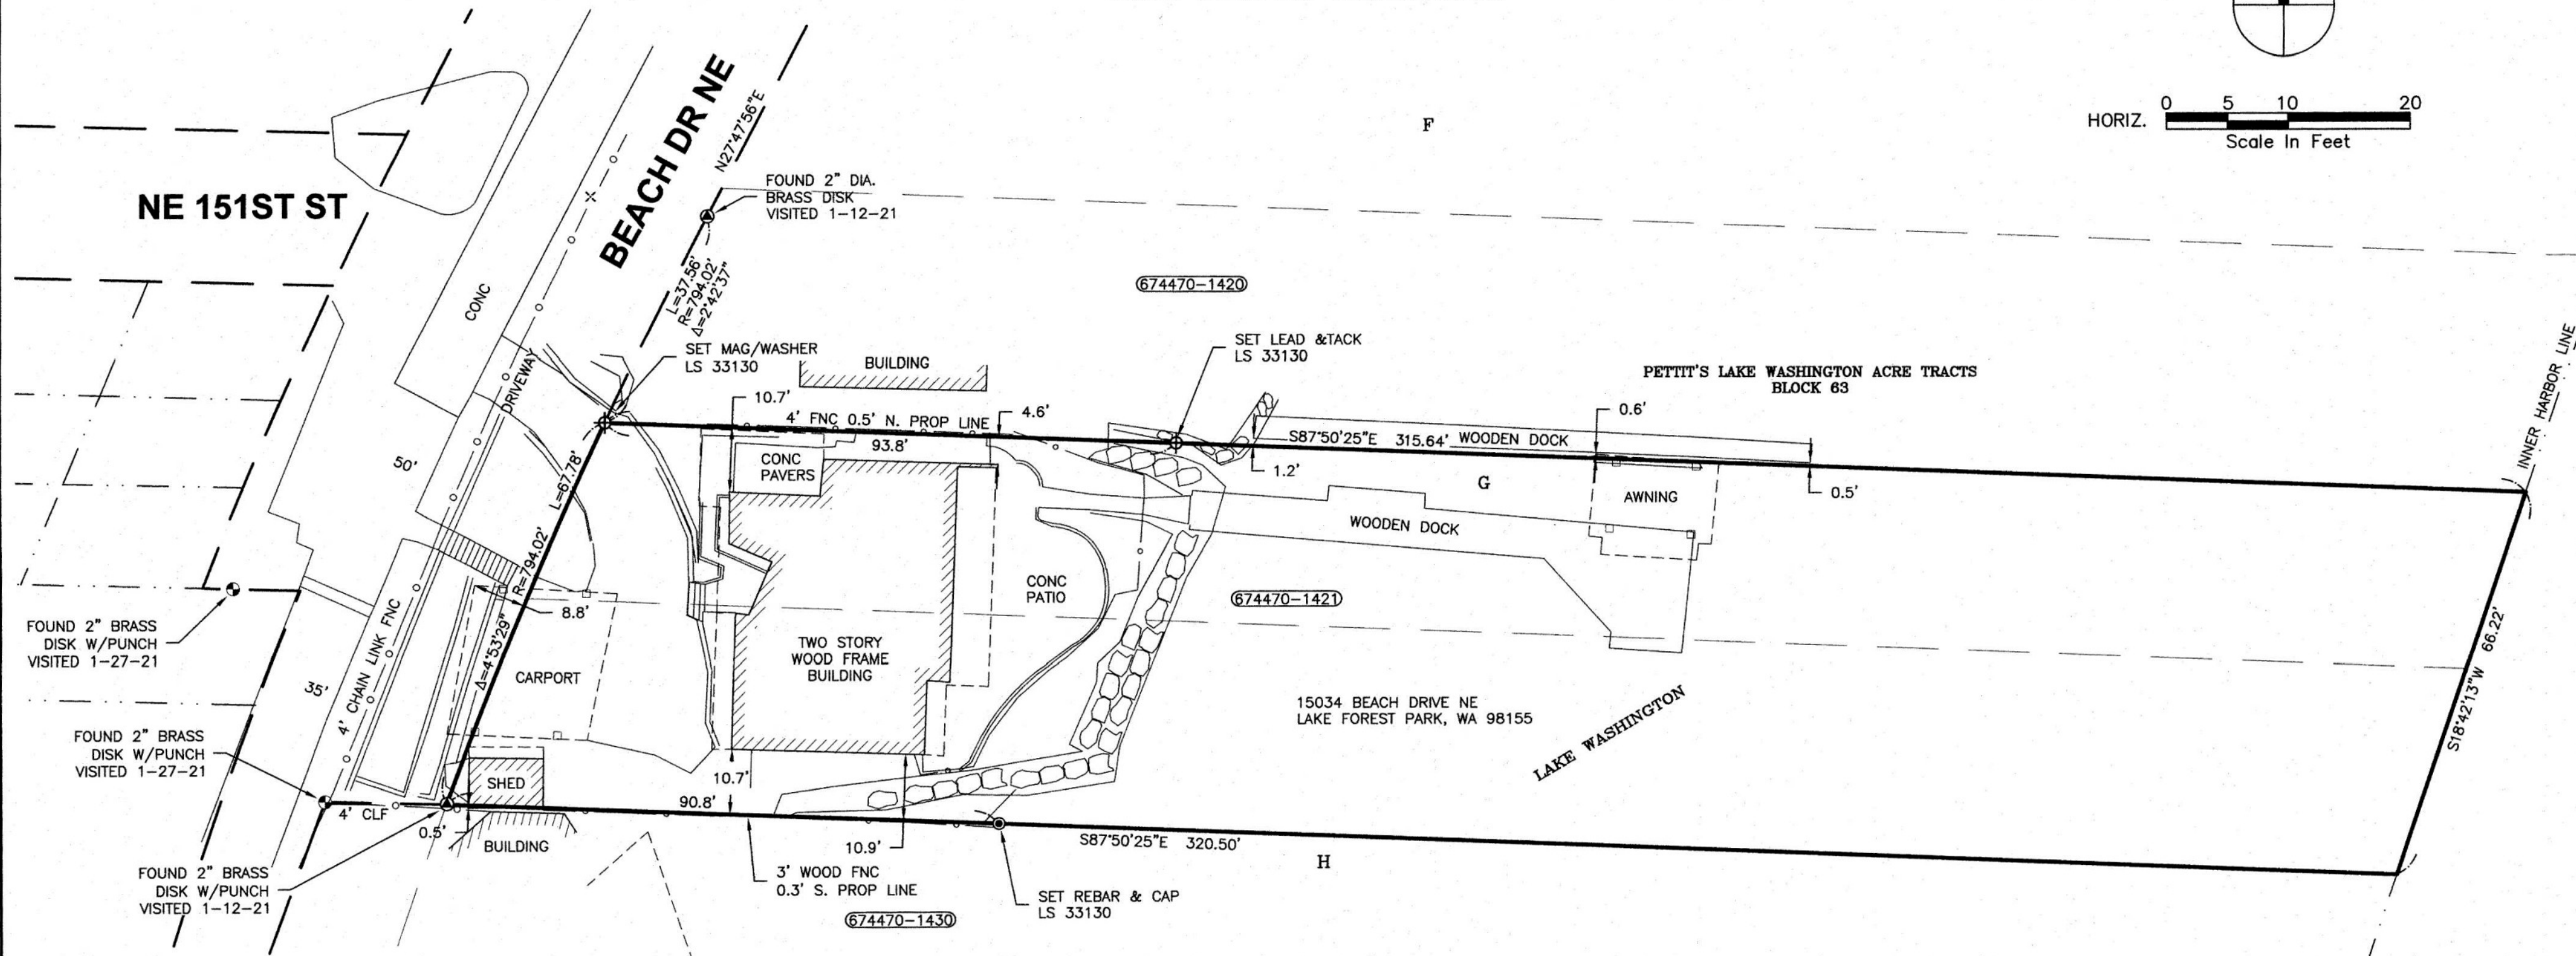 0 5 10 20
HORIZ.
Scale In Feet
F
NE 151ST ST
BEACH DR NE
N27°47'56"E
FOUND 2" DIA.
BRASS DISK
VISITED 1-12-21
L=37.56'
R=794.02'
Δ=2°42'37"
CONC
DRIVEWAY
674470-1420
SET MAG/WASHER
LS 33130
BUILDING
SET LEAD &TACK
LS 33130
PETTIT'S LAKE WASHINGTON ACRE TRACTS
BLOCK 63
INNER HARBOR LINE
10.7'
4' FNC 0.5' N. PROP LINE
4.6'
93.8'
0.6'
S87°50'25"E 315.64'
WOODEN DOCK
1.2'
G
0.5'
AWNING
WOODEN DOCK
CONC
PAVERS
50'
L=67.78'
R=794.02'
Δ=4°53'29"
8.8'
CONC
PATIO
674470-1421
FOUND 2" BRASS
DISK W/PUNCH
VISITED 1-27-21
35'
4' CHAIN LINK FNC
CARPORT
TWO STORY
WOOD FRAME
BUILDING
15034 BEACH DRIVE NE
LAKE FOREST PARK, WA 98155
LAKE WASHINGTON
S18°42'13"W 66.22'
FOUND 2" BRASS
DISK W/PUNCH
VISITED 1-27-21
SHED
10.7'
90.8'
4' CLF
0.5'
BUILDING
10.9'
S87°50'25"E 320.50'
H
3' WOOD FNC
0.3' S. PROP LINE
FOUND 2" BRASS
DISK W/PUNCH
VISITED 1-12-21
SET REBAR & CAP
LS 33130
674470-1430